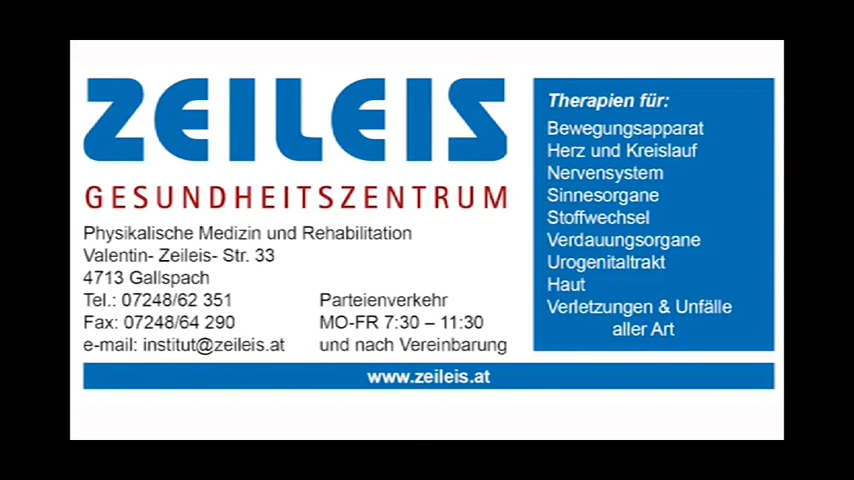 ZEILEIS
GESUNDHEITSZENTRUM
Physikalische Medizin und Rehabilitation
Valentin- Zeileis- Str. 33
4713 Gallspach
Tel.: 07248/62 351
Fax: 07248/64 290
e-mail: institut@zeileis.at
Parteienverkehr
MO-FR 7:30 – 11:30
und nach Vereinbarung
Therapien für:
Bewegungsapparat
Herz und Kreislauf
Nervensystem
Sinnesorgane
Stoffwechsel
Verdauungsorgane
Urogenitaltrakt
Haut
Verletzungen & Unfälle
aller Art
www.zeileis.at